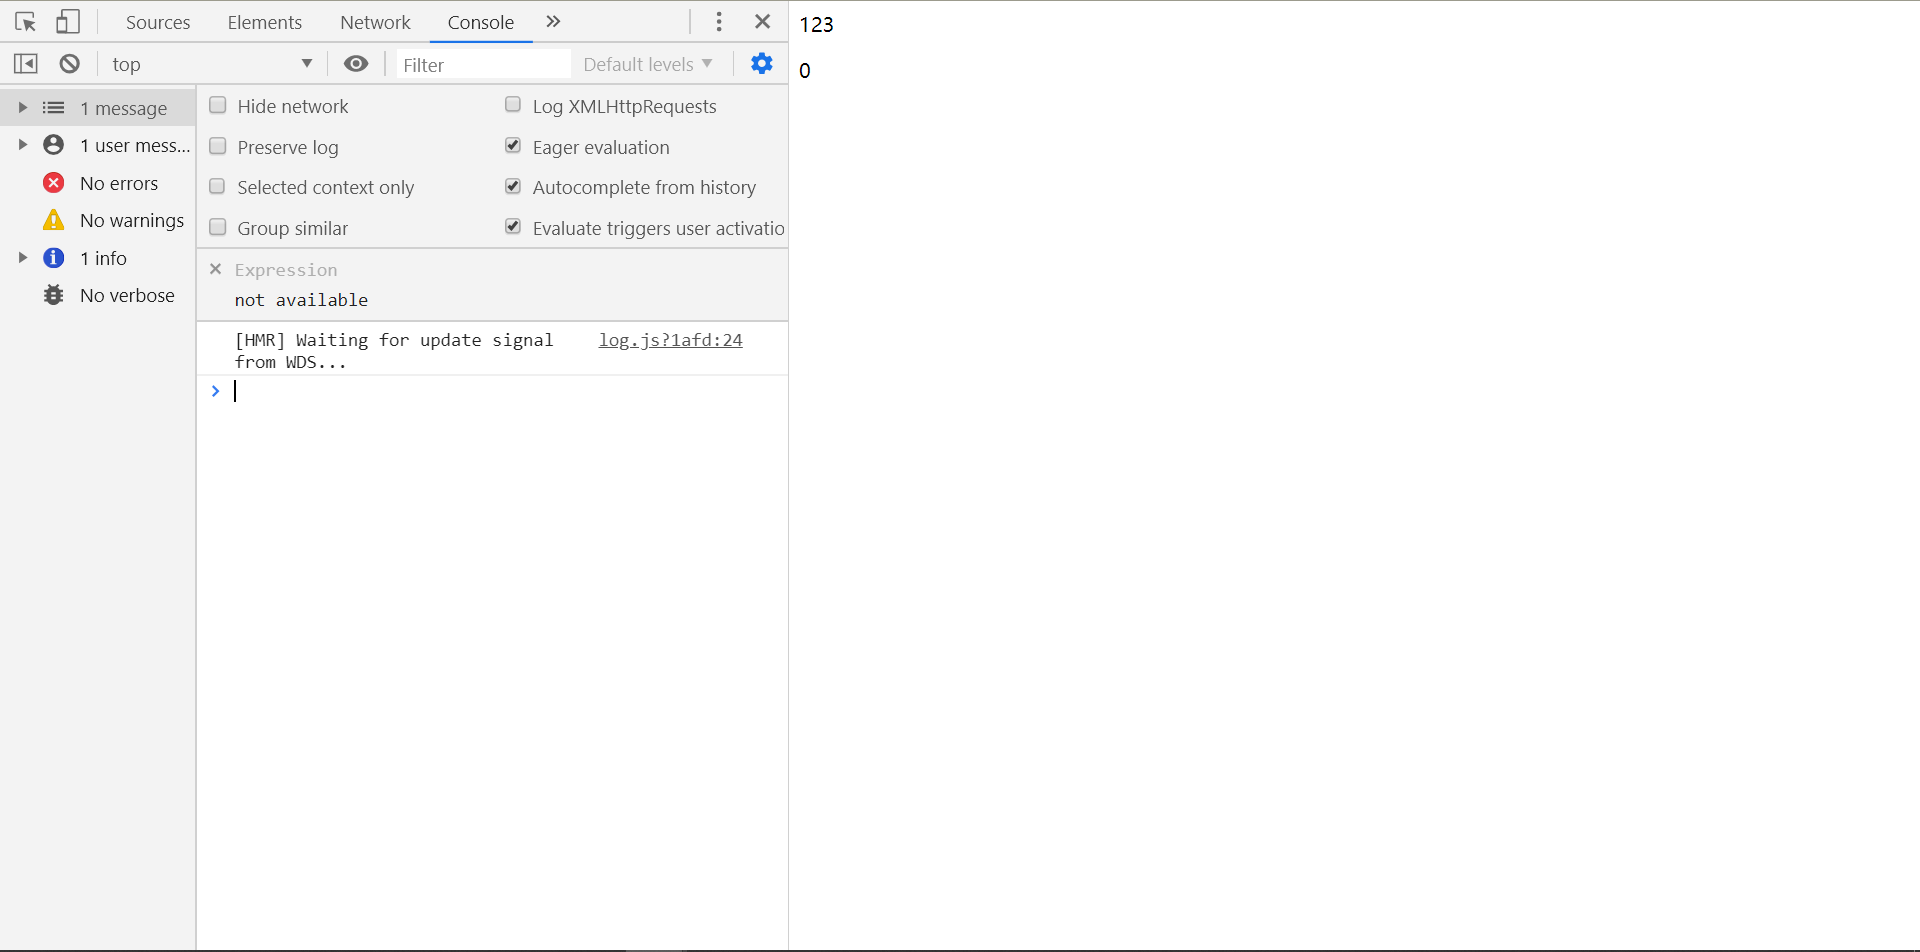 Sources Elements Network Console
top Filter Default levels
1 message
1 user mess...
No errors
No warnings
1 info
No verbose
Hide network Log XMLHttpRequests
Preserve log Eager evaluation
Selected context only Autocomplete from history
Group similar Evaluate triggers user activatio
Expression
not available
[HMR] Waiting for update signal log.js?1afd:24
from WDS...
123
0